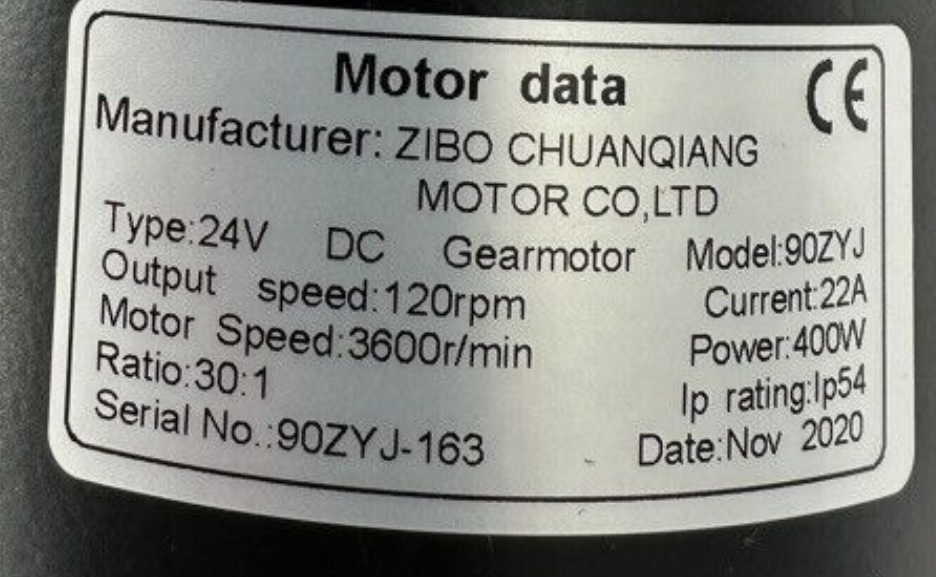 Motor data CE
Manufacturer: ZIBO CHUANQIANG
MOTOR CO,LTD
Type:24V DC Gearmotor Model:90ZYJ
Output speed:120rpm Current:22A
Motor Speed:3600r/min Power:400W
Ratio:30:1 Ip rating:Ip54
Serial No.:90ZYJ-163 Date:Nov 2020